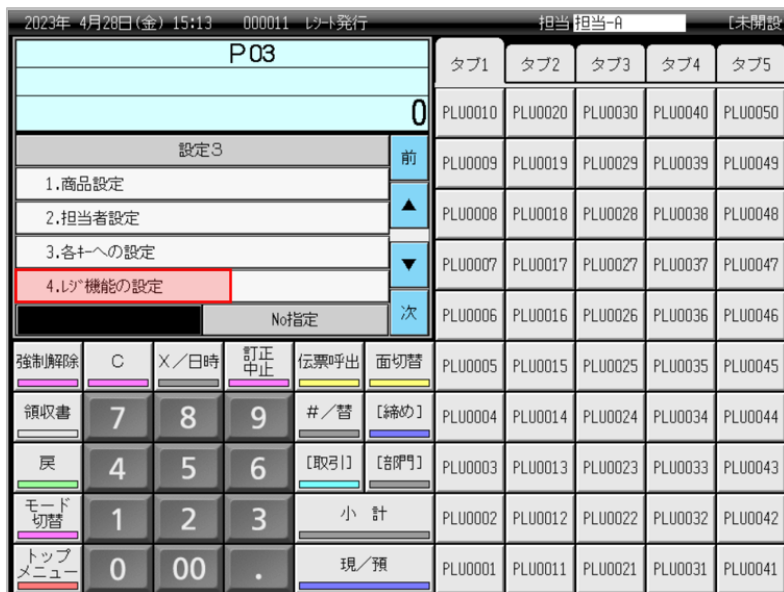 2023年 4月28日(金) 15:13 000011 ﾚｼｰﾄ発行 担当 担当-A [未開設
P03
0
設定3
前
1.商品設定
2.担当者設定
▲
3.各ｷｰへの設定
▼
4.ﾚｼﾞ機能の設定
No指定
次
強制解除 C X/日時 訂正中止 伝票呼出 面切替
領収書 7 8 9 #/替 [締め]
戻 4 5 6 [取引] [部門]
モード切替 1 2 3 小 計
トップメニュー 0 00 . 現/預
タブ1 タブ2 タブ3 タブ4 タブ5
PLU0010 PLU0020 PLU0030 PLU0040 PLU0050
PLU0009 PLU0019 PLU0029 PLU0039 PLU0049
PLU0008 PLU0018 PLU0028 PLU0038 PLU0048
PLU0007 PLU0017 PLU0027 PLU0037 PLU0047
PLU0006 PLU0016 PLU0026 PLU0036 PLU0046
PLU0005 PLU0015 PLU0025 PLU0035 PLU0045
PLU0004 PLU0014 PLU0024 PLU0034 PLU0044
PLU0003 PLU0013 PLU0023 PLU0033 PLU0043
PLU0002 PLU0012 PLU0022 PLU0032 PLU0042
PLU0001 PLU0011 PLU0021 PLU0031 PLU0041